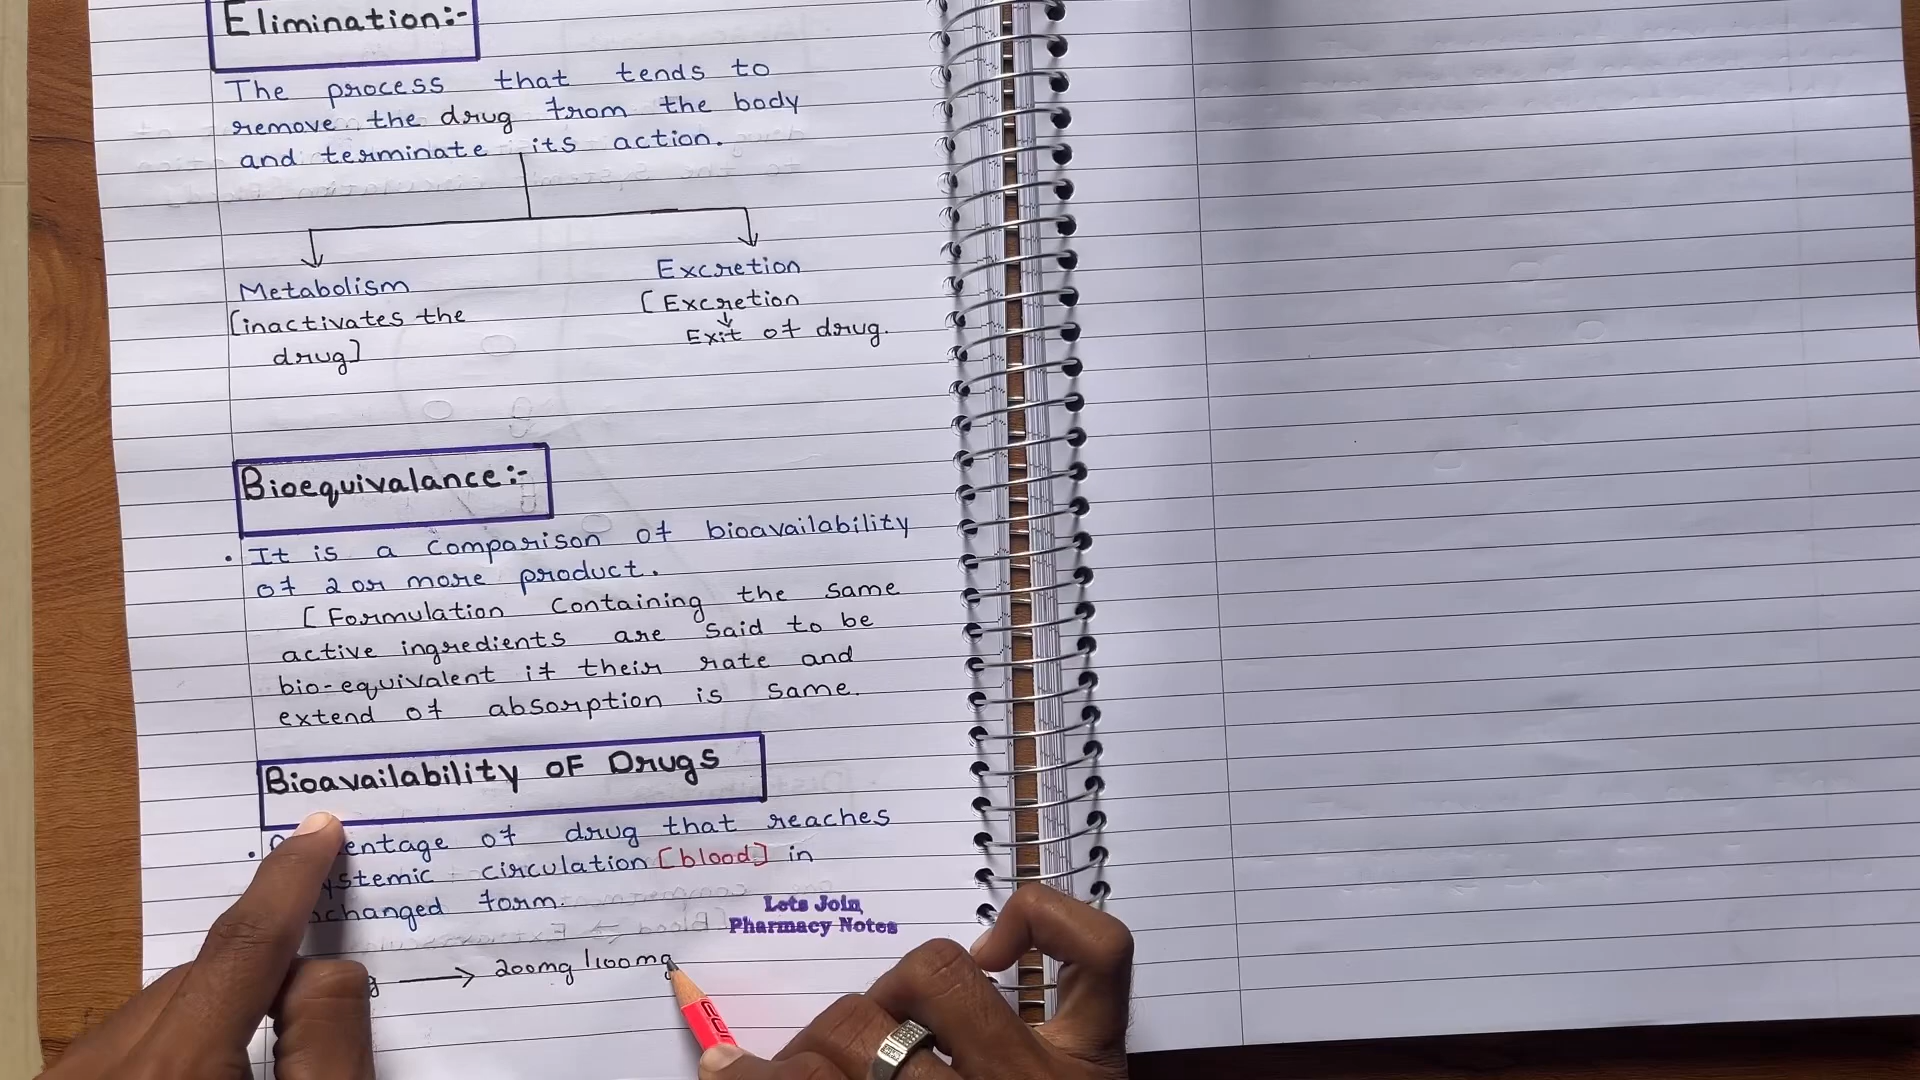 Elimination:-
The process that tends to
remove the drug from the body
and terminate its action.
Metabolism
[inactivates the
drug]
Excretion
[Excretion
Exit of drug.
Bioequivalance:-
It is a comparison of bioavailability
of 2 or more product.
[Formulation containing the same
active ingredients are said to be
bio-equivalent if their rate and
extend of absorption is same.
Bioavailability OF Drugs
entage of drug that reaches
ystemic circulation [blood] in
changed form.
Lets Join
Pharmacy Notes
200mg 1100mg